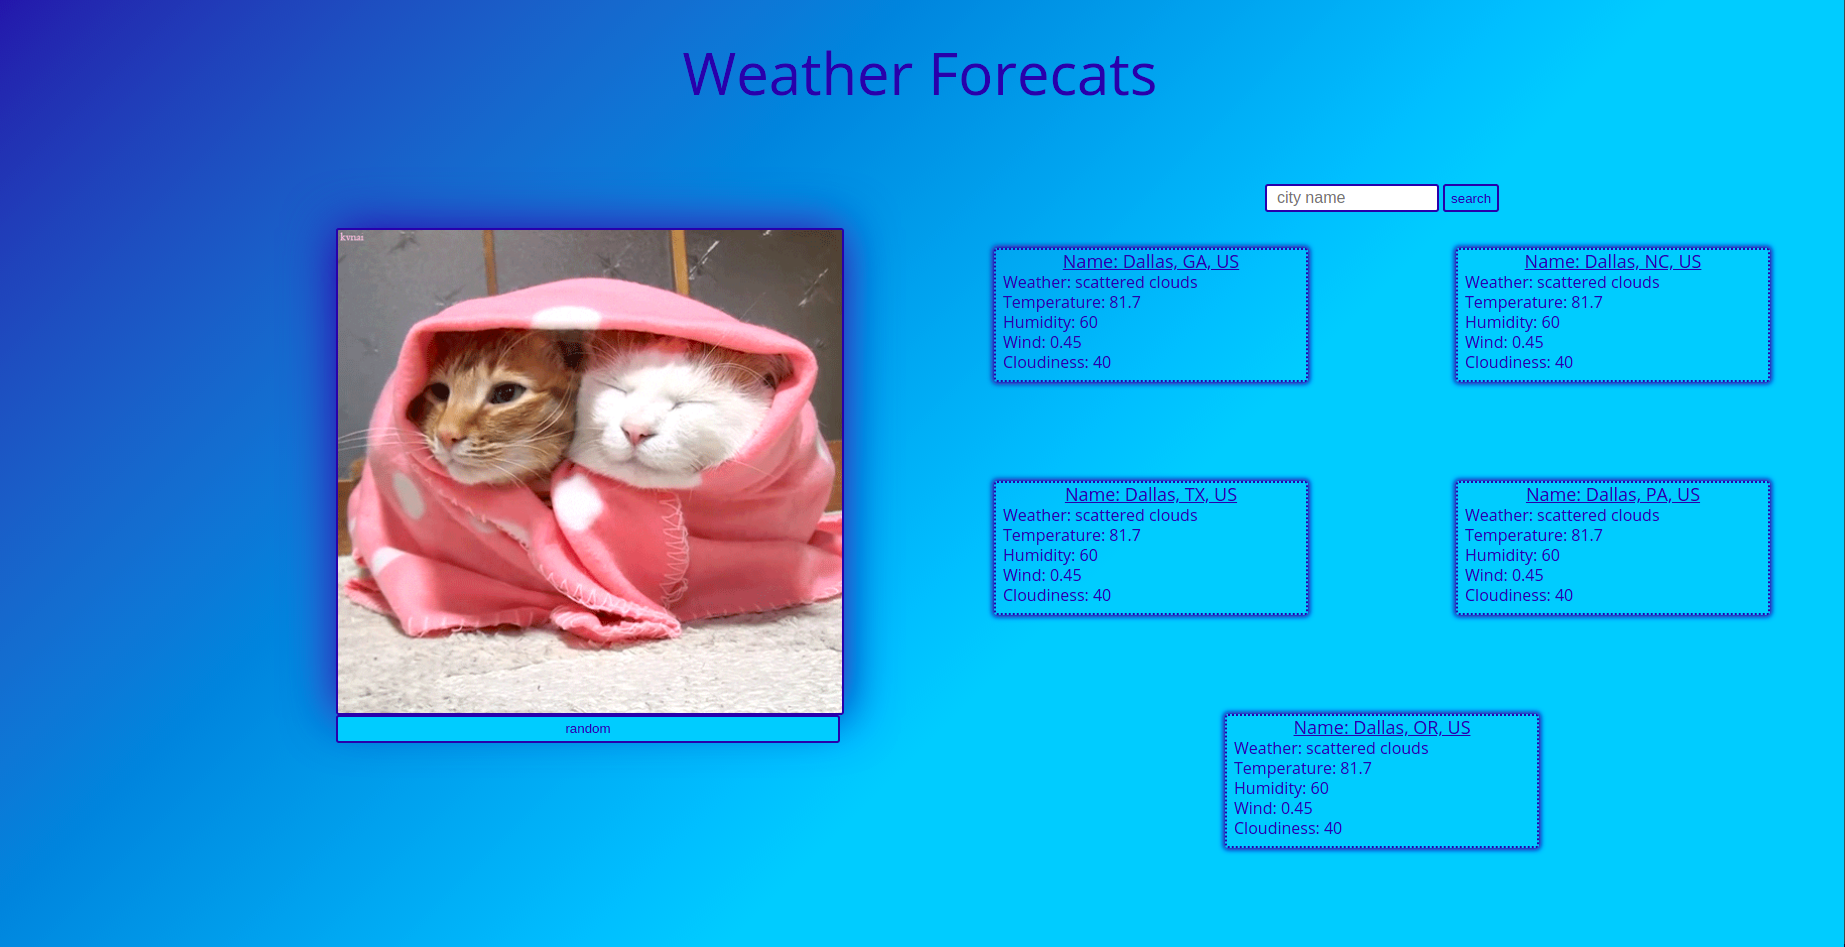 Weather Forecats
city name
search
kvnai
Name: Dallas, GA, US
Weather: scattered clouds
Temperature: 81.7
Humidity: 60
Wind: 0.45
Cloudiness: 40
Name: Dallas, NC, US
Weather: scattered clouds
Temperature: 81.7
Humidity: 60
Wind: 0.45
Cloudiness: 40
Name: Dallas, TX, US
Weather: scattered clouds
Temperature: 81.7
Humidity: 60
Wind: 0.45
Cloudiness: 40
Name: Dallas, PA, US
Weather: scattered clouds
Temperature: 81.7
Humidity: 60
Wind: 0.45
Cloudiness: 40
random
Name: Dallas, OR, US
Weather: scattered clouds
Temperature: 81.7
Humidity: 60
Wind: 0.45
Cloudiness: 40